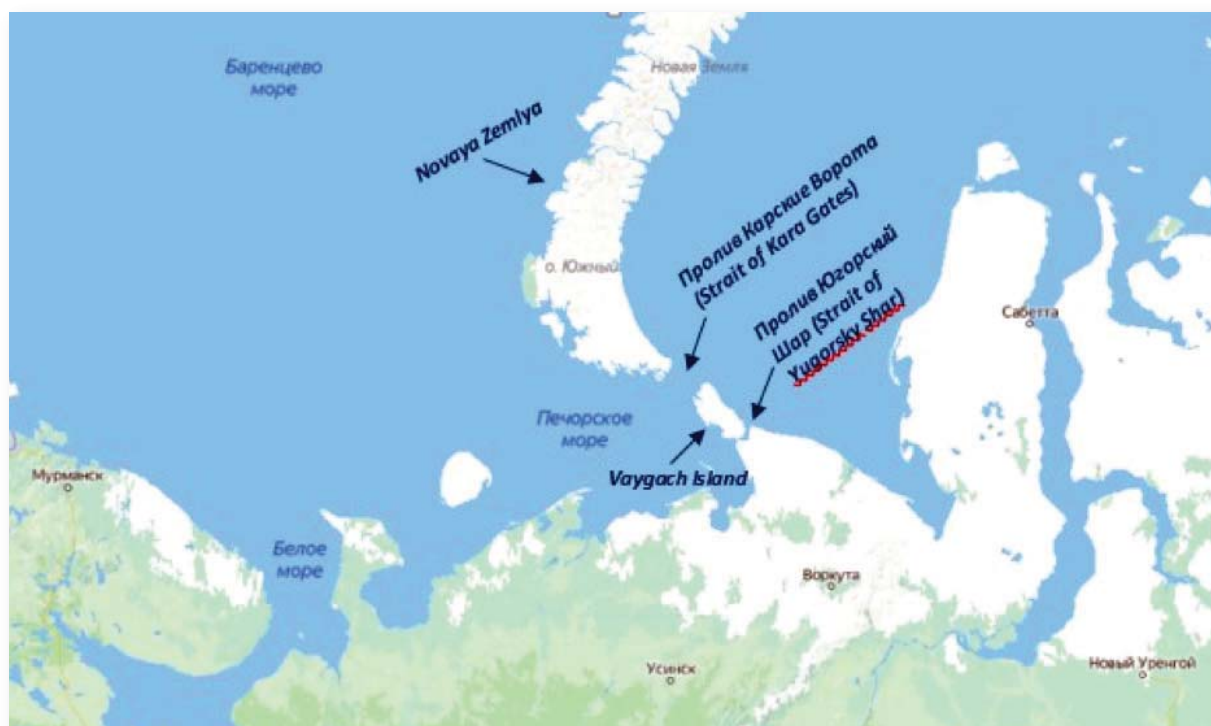 Баренцево
море
Новая Земля
Novaya Zemlya
Пролив Карские Ворота
(Strait of Kara Gates)
о. Южный
Пролив Югорский
Шар (Strait of
Yugorsky Shar)
Сабетта
Печорское
море
Vaygach Island
Мурманск
Белое
море
Воркута
Усинск
Новый Уренгой